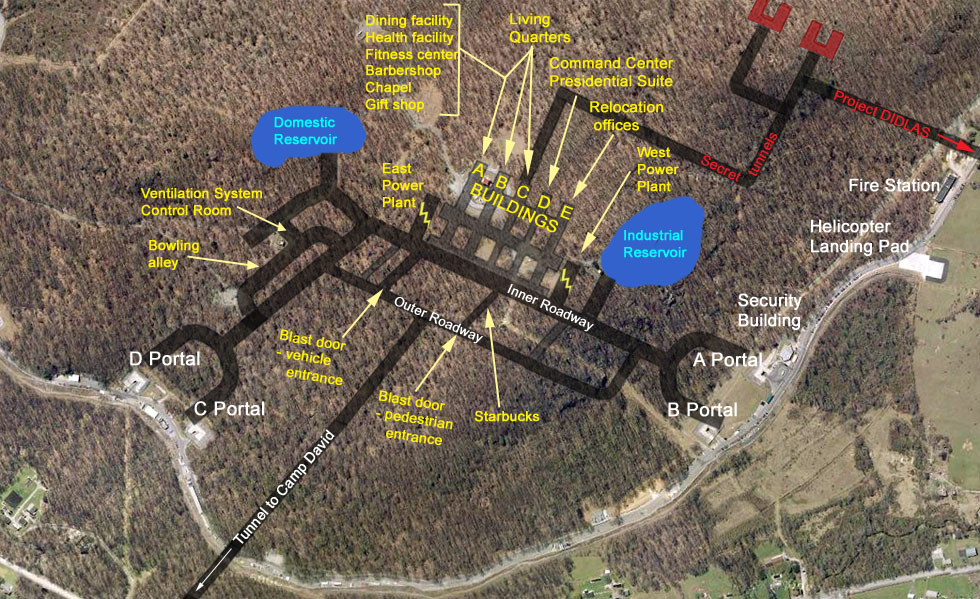 Dining facility
Health facility
Fitness center
Barbershop
Chapel
Gift shop
Living
Quarters
Command Center
Presidential Suite
Relocation
offices
West
Power
Plant
Project DIDLAS
Secret tunnels
Fire Station
Helicopter
Landing Pad
Security
Building
Domestic
Reservoir
East
Power
Plant
A B C D E
BUILDINGS
Industrial
Reservoir
Ventilation System
Control Room
Bowling
alley
Inner Roadway
Outer Roadway
Blast door
- vehicle
entrance
Blast door
- pedestrian
entrance
Starbucks
A Portal
B Portal
D Portal
C Portal
Tunnel to Camp David